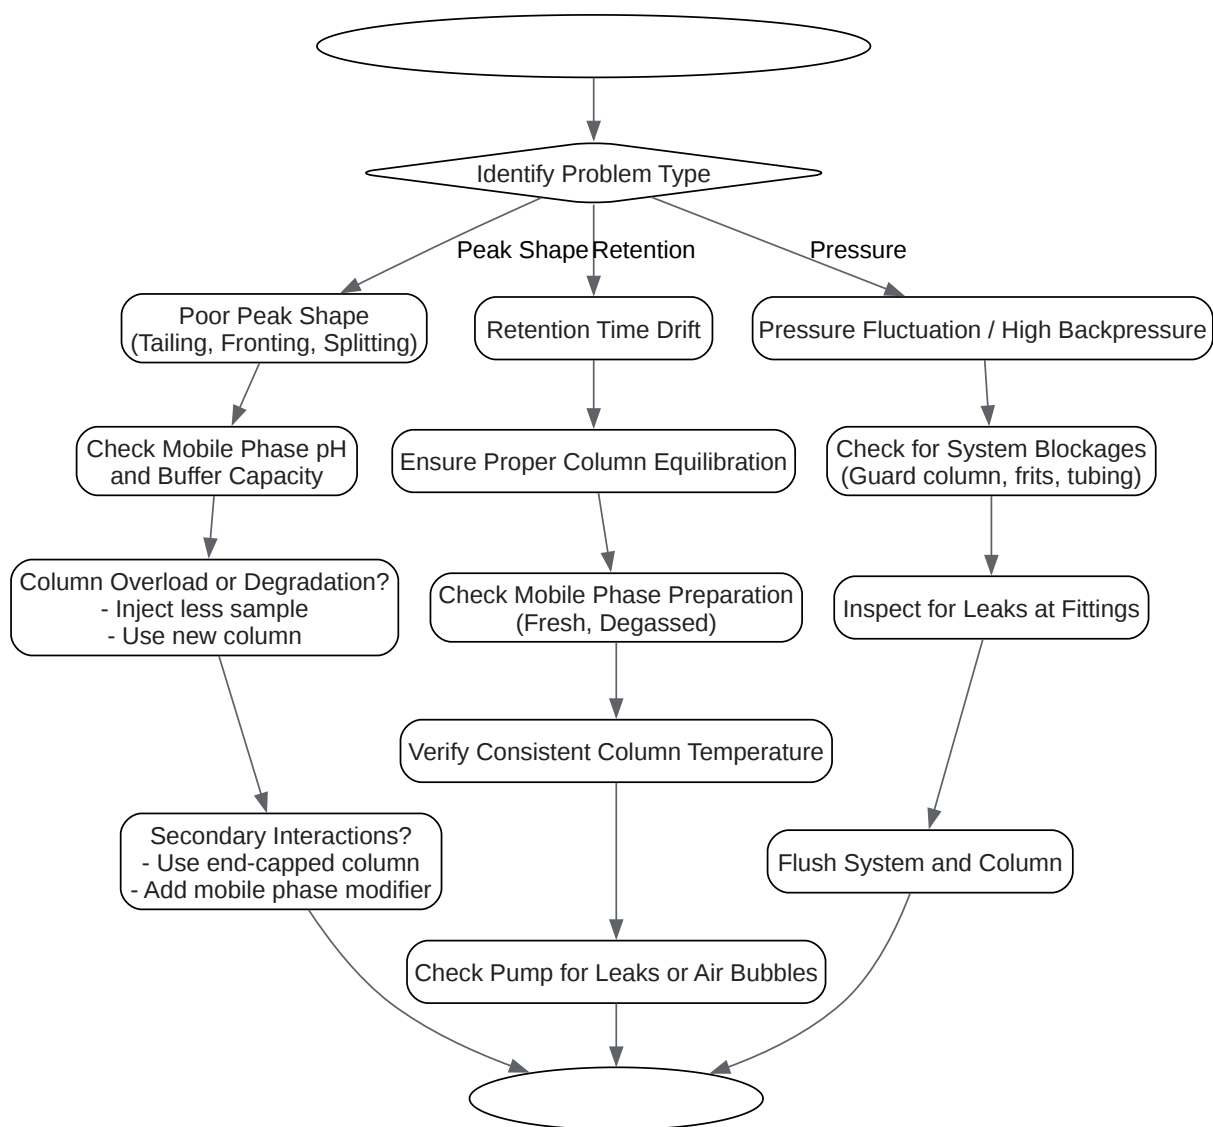 Identify Problem Type
Peak Shape
Retention
Pressure
Poor Peak Shape
(Tailing, Fronting, Splitting)
Retention Time Drift
Pressure Fluctuation / High Backpressure
Check Mobile Phase pH
and Buffer Capacity
Ensure Proper Column Equilibration
Check for System Blockages
(Guard column, frits, tubing)
Column Overload or Degradation?
- Inject less sample
- Use new column
Check Mobile Phase Preparation
(Fresh, Degassed)
Inspect for Leaks at Fittings
Verify Consistent Column Temperature
Secondary Interactions?
- Use end-capped column
- Add mobile phase modifier
Flush System and Column
Check Pump for Leaks or Air Bubbles